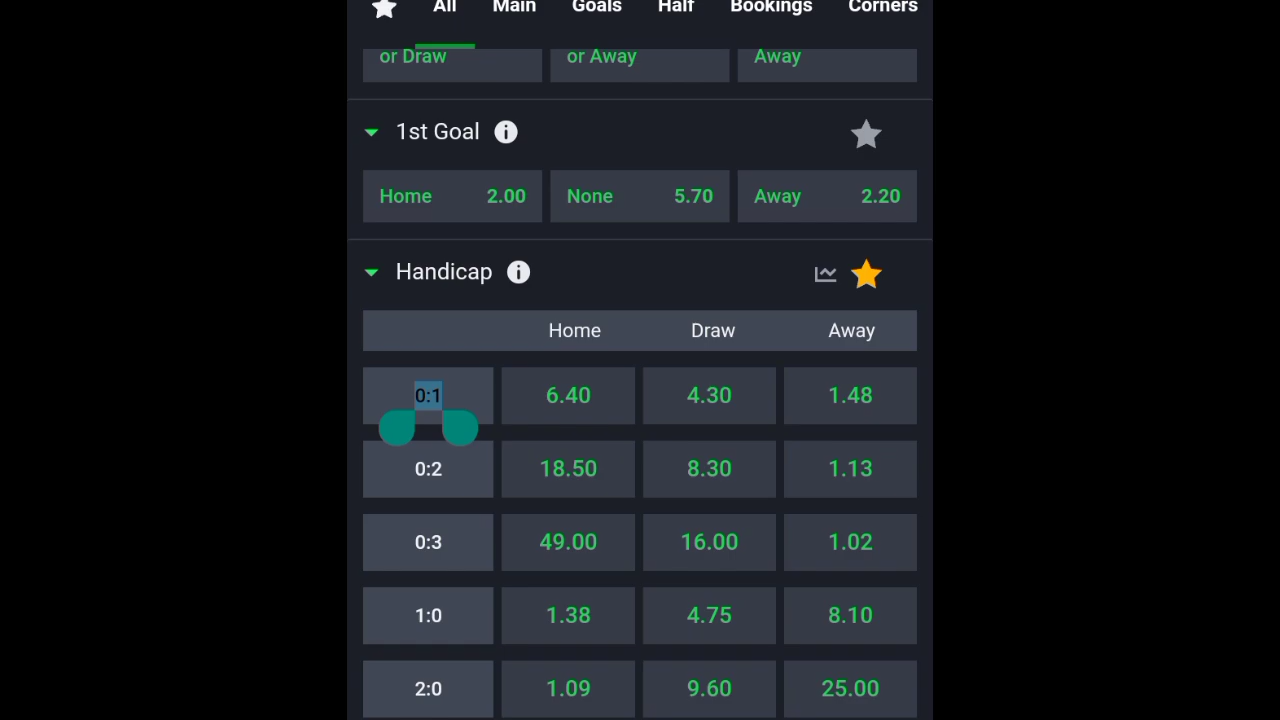 All Main Goals Half Bookings Corners
or Draw or Away Away
1st Goal
Home 2.00 None 5.70 Away 2.20
Handicap
Home Draw Away
0:1 6.40 4.30 1.48
0:2 18.50 8.30 1.13
0:3 49.00 16.00 1.02
1:0 1.38 4.75 8.10
2:0 1.09 9.60 25.00